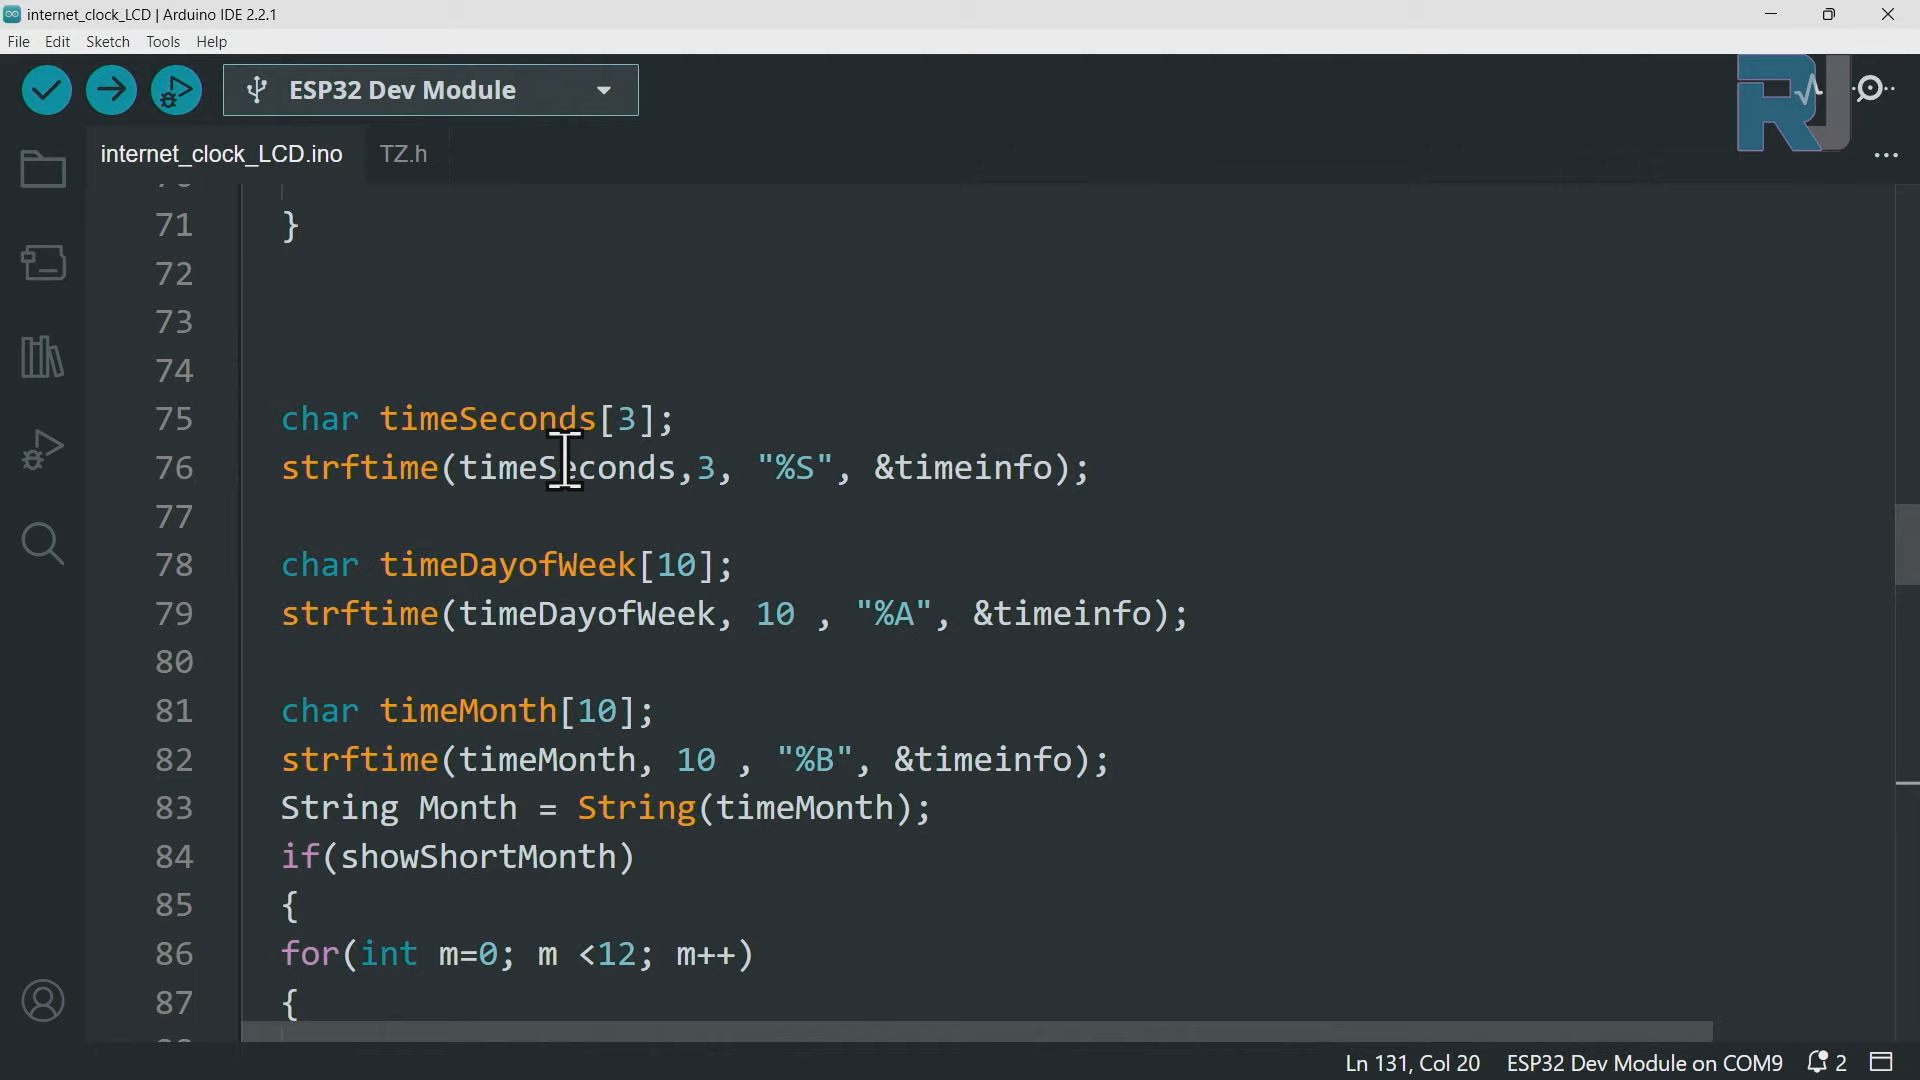 internet_clock_LCD | Arduino IDE 2.2.1
File Edit Sketch Tools Help
ESP32 Dev Module
RJ
internet_clock_LCD.ino TZ.h
71 }
72
73
74
75 char timeSeconds[3];
76 strftime(timeSeconds,3, "%S", &timeinfo);
77
78 char timeDayofWeek[10];
79 strftime(timeDayofWeek, 10 , "%A", &timeinfo);
80
81 char timeMonth[10];
82 strftime(timeMonth, 10 , "%B", &timeinfo);
83 String Month = String(timeMonth);
84 if(showShortMonth)
85 {
86 for(int m=0; m <12; m++)
87 {
Ln 131, Col 20 ESP32 Dev Module on COM9 2